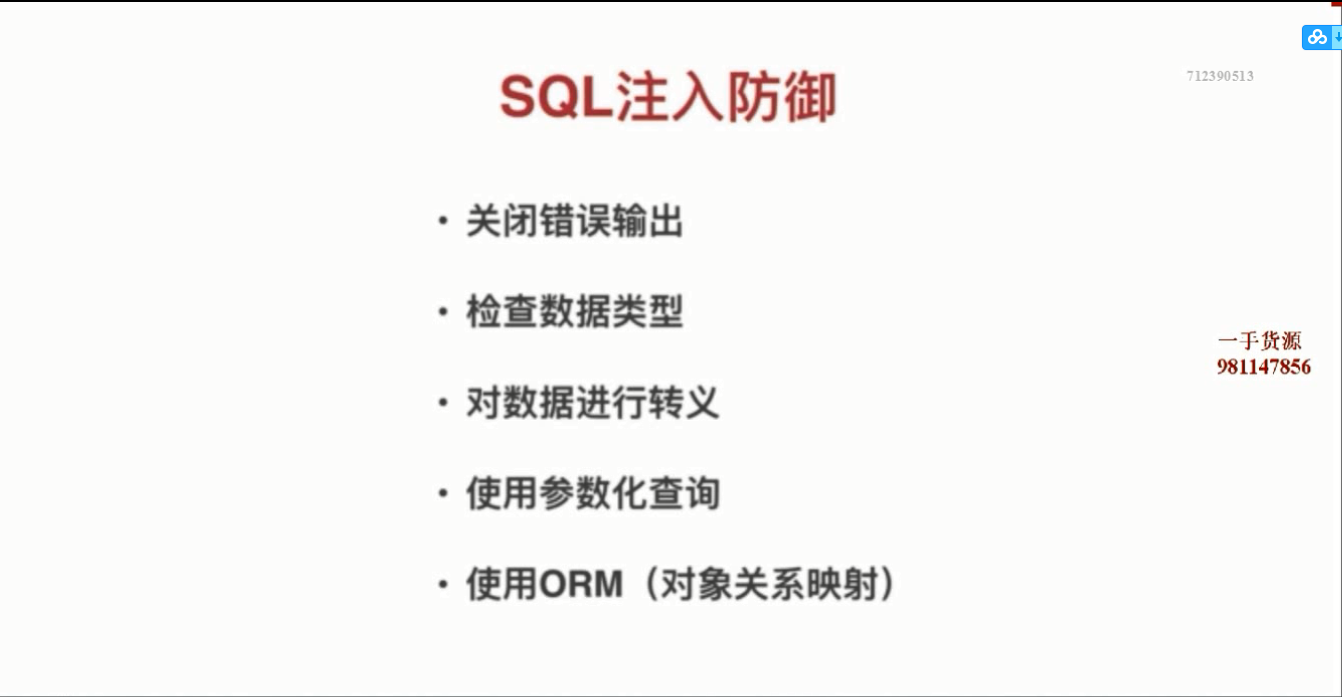 SQL注入防御
712390513
• 关闭错误输出
• 检查数据类型
一手货源
981147856
• 对数据进行转义
• 使用参数化查询
• 使用ORM（对象关系映射）